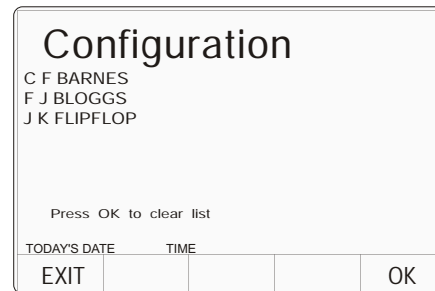 Configuration
C F BARNES
F J BLOGGS
J K FLIPFLOP
Press OK to clear list
TODAY'S DATE TIME
EXIT OK